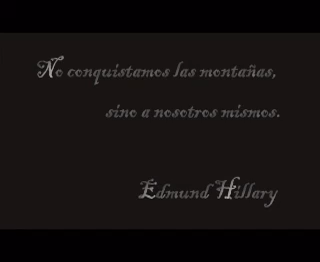 No conquistamos las montañas,
sino a nosotros mismos.
Edmund Hillary